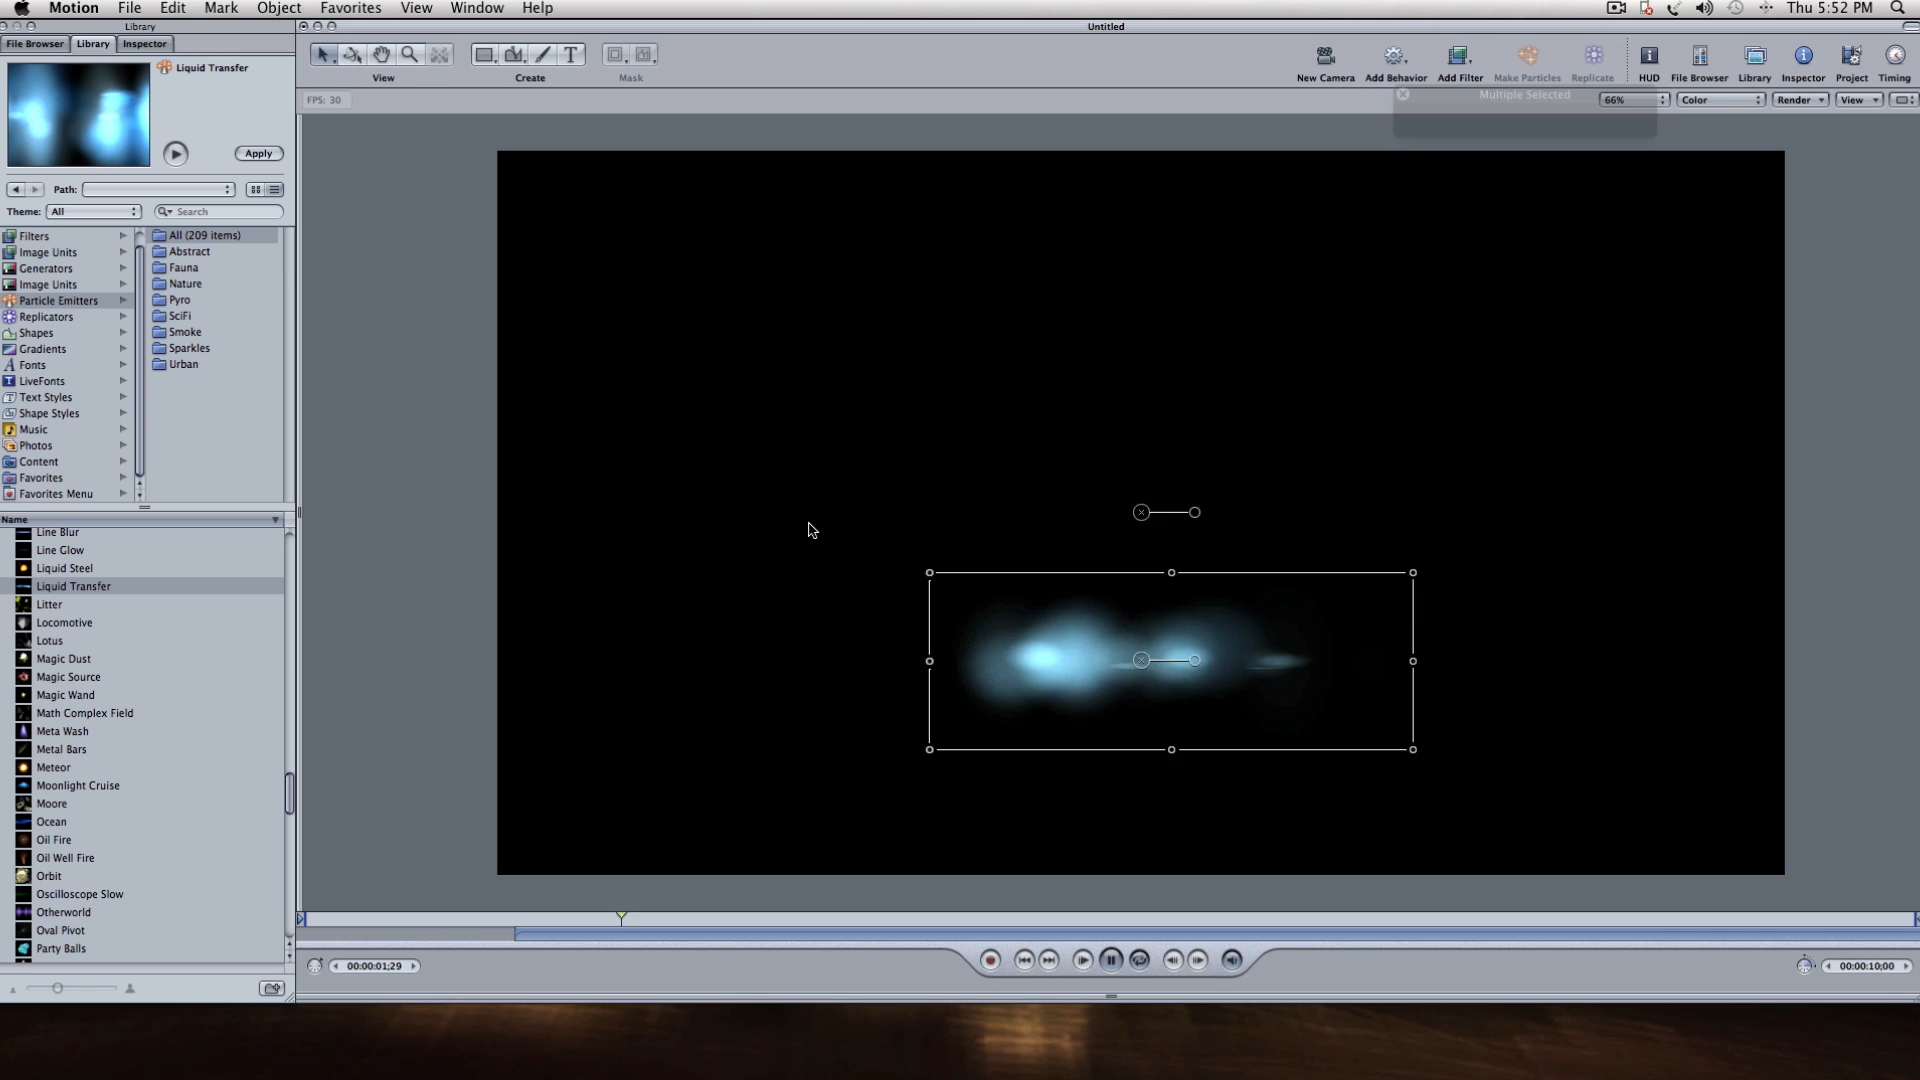 Motion File Edit Mark Object Favorites View Window Help Thu 5:52 PM
Library
Untitled
File Browser Library Inspector
Liquid Transfer
Apply
View Create Mask
New Camera Add Behavior Add Filter Make Particles Replicate HUD File Browser Library Inspector Project Timing
FPS: 30
Multiple Selected
66% Color Render View
Path:
Theme: All Search
Filters
Image Units
Generators
Image Units
Particle Emitters
Replicators
Shapes
Gradients
Fonts
LiveFonts
Text Styles
Shape Styles
Music
Photos
Content
Favorites
Favorites Menu
All (209 items)
Abstract
Fauna
Nature
Pyro
SciFi
Smoke
Sparkles
Urban
Name
Line Blur
Line Glow
Liquid Steel
Liquid Transfer
Litter
Locomotive
Lotus
Magic Dust
Magic Source
Magic Wand
Math Complex Field
Meta Wash
Metal Bars
Meteor
Moonlight Cruise
Moore
Ocean
Oil Fire
Oil Well Fire
Orbit
Oscilloscope Slow
Otherworld
Oval Pivot
Party Balls
00:00:01;29
00:00:10;00